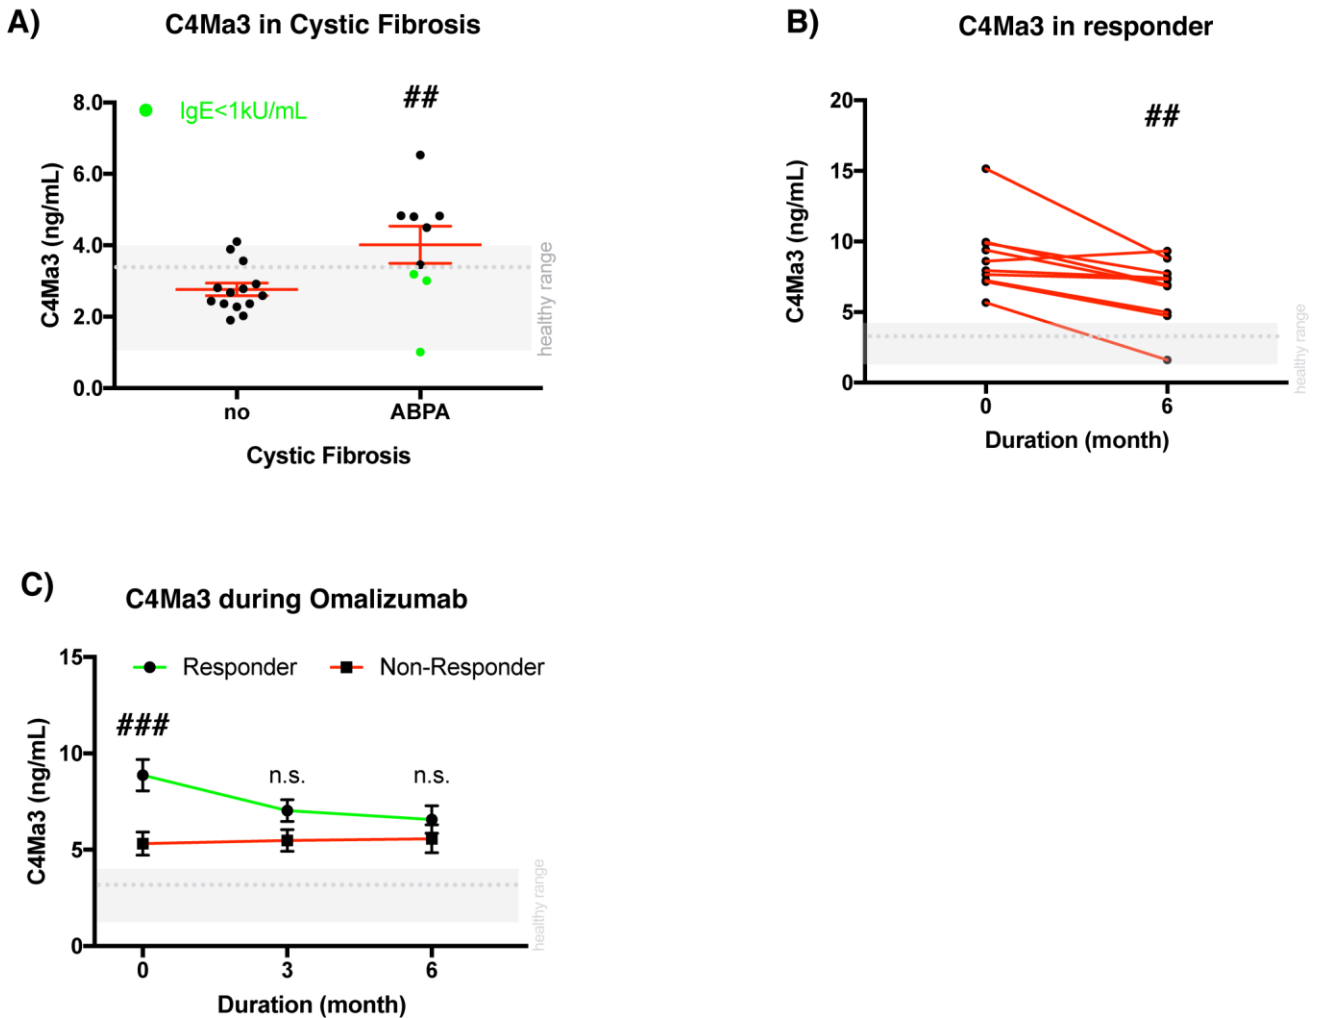 A)
C4Ma3 in Cystic Fibrosis
IgE<1kU/mL
##
C4Ma3 (ng/mL)
8.0
6.0
4.0
2.0
0.0
healthy range
no
ABPA
Cystic Fibrosis
B)
C4Ma3 in responder
##
C4Ma3 (ng/mL)
20
15
10
5
0
healthy range
0
6
Duration (month)
C)
C4Ma3 during Omalizumab
Responder
Non-Responder
###
n.s.
n.s.
C4Ma3 (ng/mL)
15
10
5
0
healthy range
0
3
6
Duration (month)